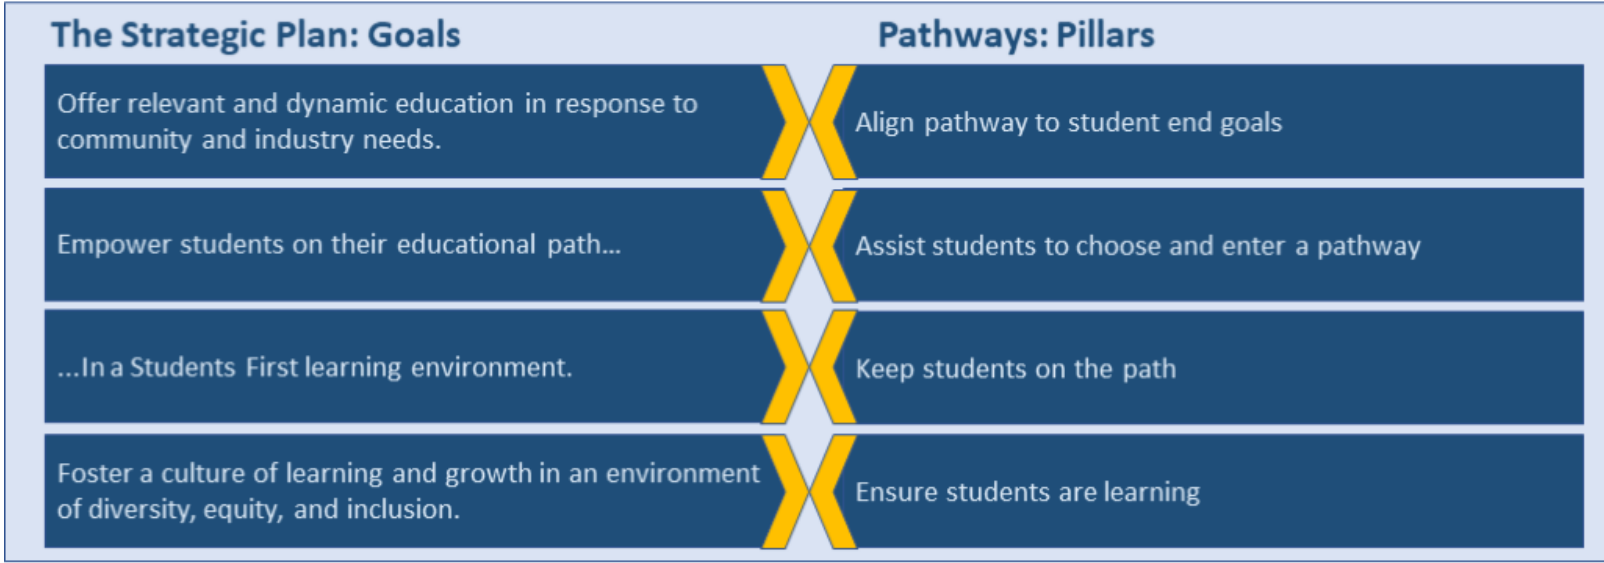 The Strategic Plan: Goals
Pathways: Pillars
Offer relevant and dynamic education in response to
community and industry needs.
Align pathway to student end goals
Empower students on their educational path...
Assist students to choose and enter a pathway
...In a Students First learning environment.
Keep students on the path
Foster a culture of learning and growth in an environment
of diversity, equity, and inclusion.
Ensure students are learning